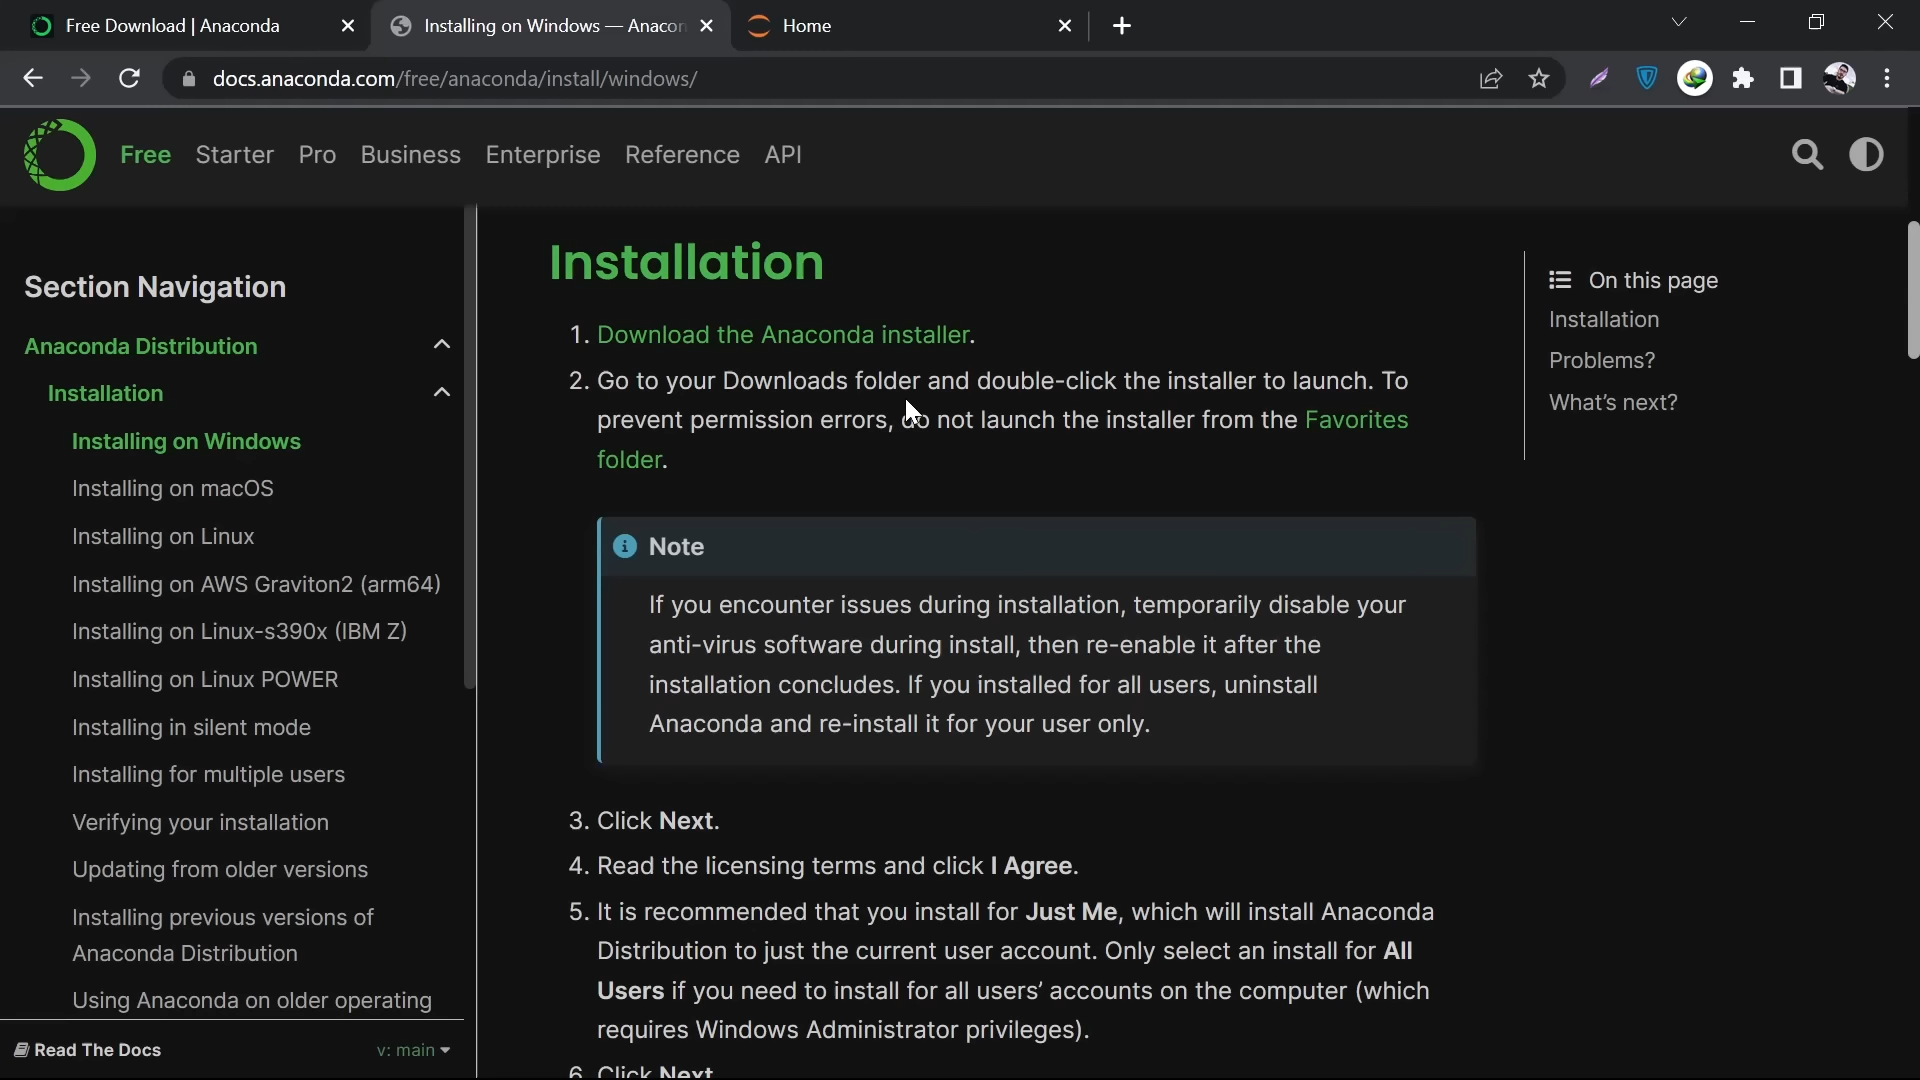 Free Download | Anaconda
Installing on Windows — Anacon
Home
docs.anaconda.com/free/anaconda/install/windows/
Free Starter Pro Business Enterprise Reference API
Section Navigation
Anaconda Distribution
Installation
Installing on Windows
Installing on macOS
Installing on Linux
Installing on AWS Graviton2 (arm64)
Installing on Linux-s390x (IBM Z)
Installing on Linux POWER
Installing in silent mode
Installing for multiple users
Verifying your installation
Updating from older versions
Installing previous versions of
Anaconda Distribution
Using Anaconda on older operating
Read The Docs
v: main
Installation
1. Download the Anaconda installer.
2. Go to your Downloads folder and double-click the installer to launch. To
prevent permission errors, do not launch the installer from the Favorites
folder.
Note
If you encounter issues during installation, temporarily disable your
anti-virus software during install, then re-enable it after the
installation concludes. If you installed for all users, uninstall
Anaconda and re-install it for your user only.
3. Click Next.
4. Read the licensing terms and click I Agree.
5. It is recommended that you install for Just Me, which will install Anaconda
Distribution to just the current user account. Only select an install for All
Users if you need to install for all users’ accounts on the computer (which
requires Windows Administrator privileges).
6. Click Next.
On this page
Installation
Problems?
What's next?